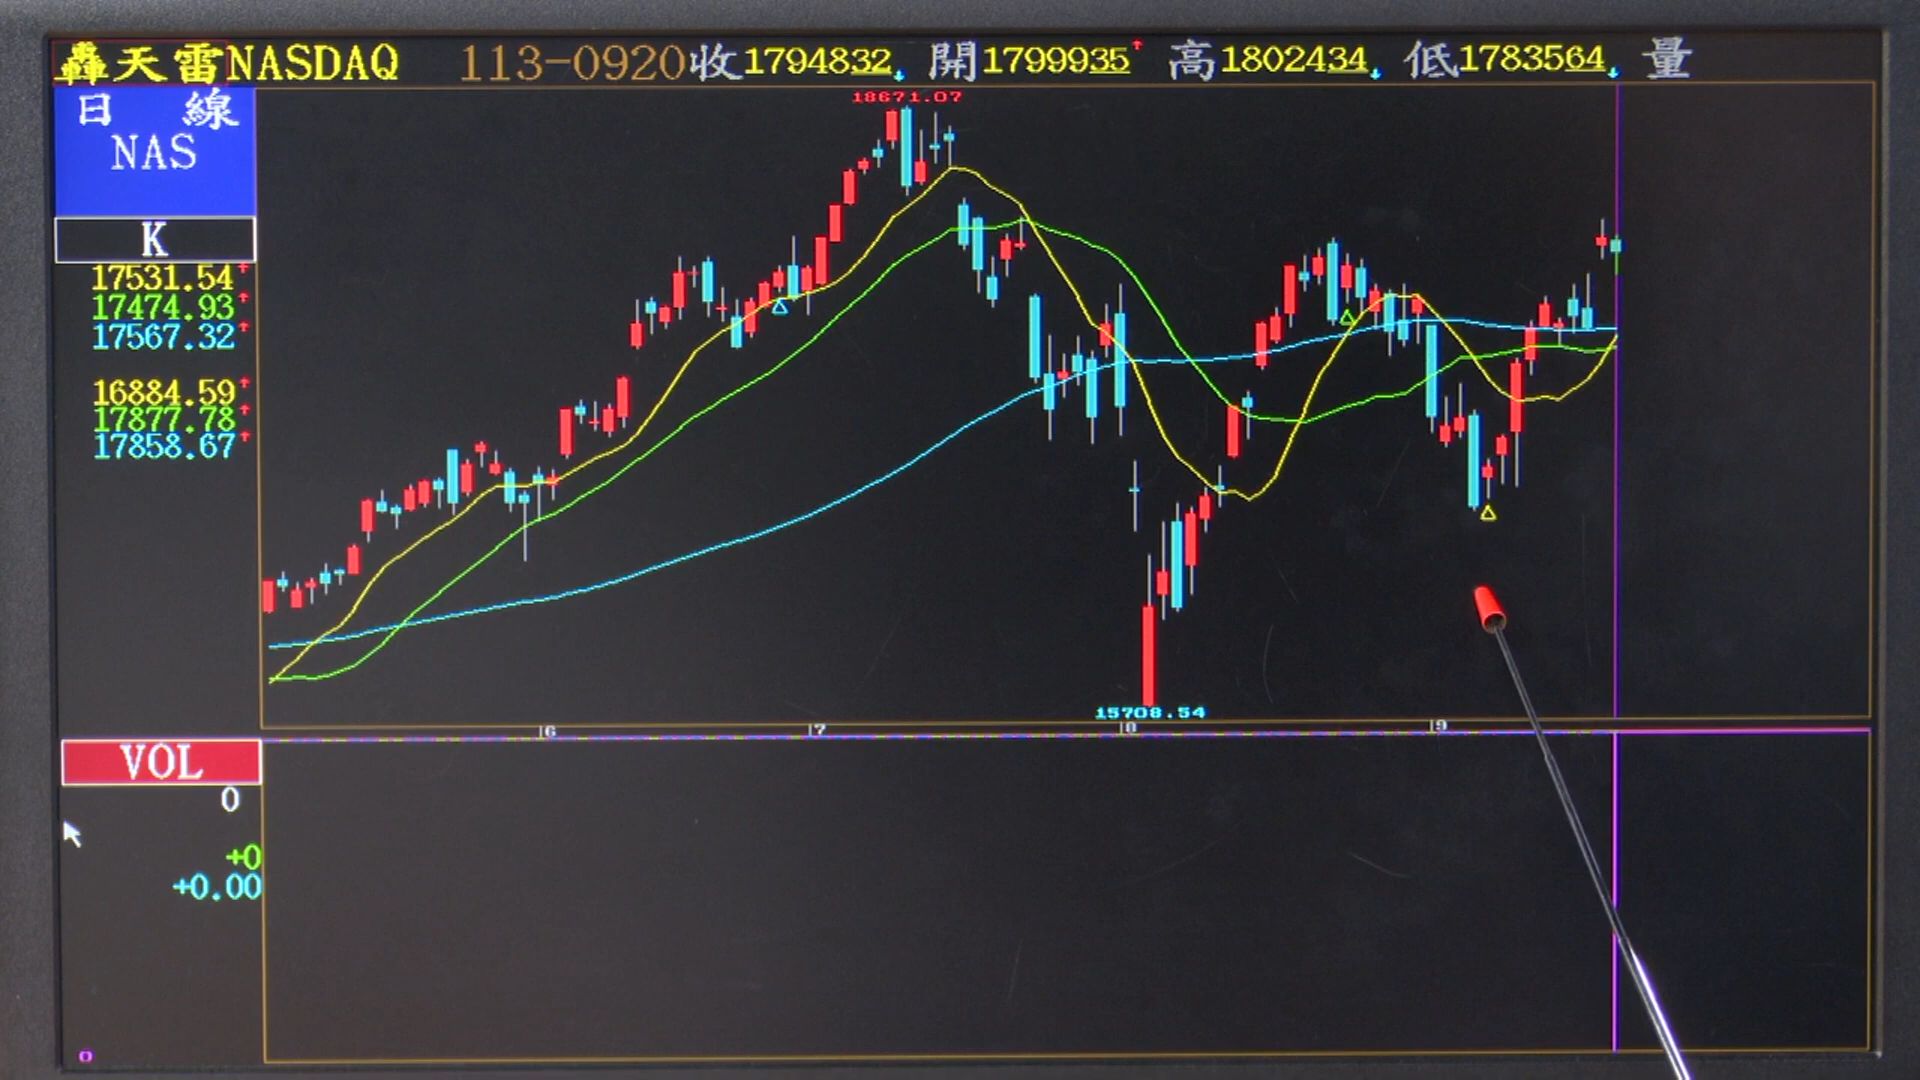 轟天雷NASDAQ 113-0920收1794832↓ 開1799935↑ 高1802434↓ 低1783564↓ 量
日 線
NAS
18671.07
K
17531.54↑
17474.93↑
17567.32↑
16884.59↑
17877.78↑
17858.67↑
15708.54
6 7 8 9
VOL
0
+0
+0.00
0